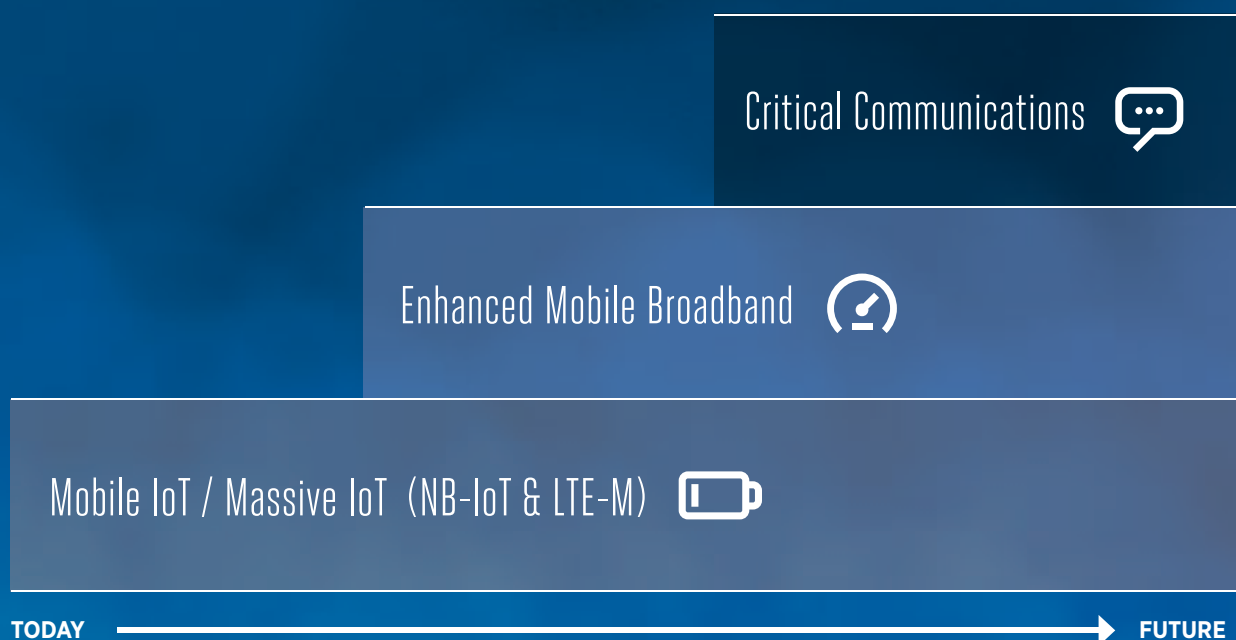 Critical Communications
Enhanced Mobile Broadband
Mobile IoT / Massive IoT (NB-IoT & LTE-M)
TODAY
FUTURE